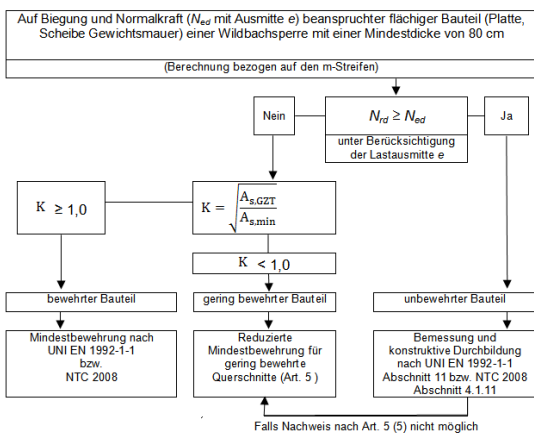 Auf Biegung und Normalkraft (Ned mit Ausmitte e) beanspruchter flächiger Bauteil (Platte,
Scheibe Gewichtsmauer) einer Wildbachsperre mit einer Mindestdicke von 80 cm
(Berechnung bezogen auf den m-Streifen)
Nein
Nrd ≥ Ned
Ja
unter Berücksichtigung
der Lastausmitte e
K ≥ 1,0
K = √(As,GZT / As,min)
K < 1,0
bewehrter Bauteil
gering bewehrter Bauteil
unbewehrter Bauteil
Mindestbewehrung nach
UNI EN 1992-1-1
bzw.
NTC 2008
Reduzierte
Mindestbewehrung für
gering bewehrte
Querschnitte (Art. 5 )
Bemessung und
konstruktive Durchbildung
nach UNI EN 1992-1-1
Abschnitt 11 bzw. NTC 2008
Abschnitt 4.1.11
Falls Nachweis nach Art. 5 (5) nicht möglich